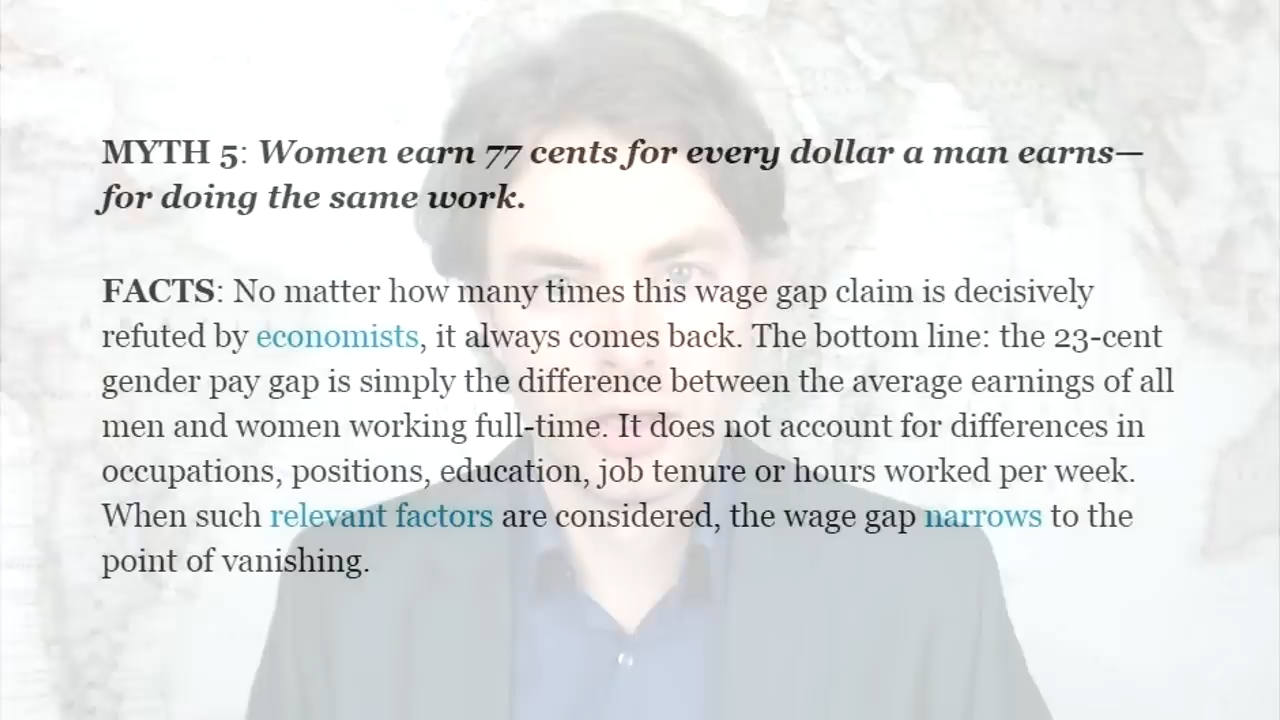 MYTH 5: Women earn 77 cents for every dollar a man earns—
for doing the same work.
FACTS: No matter how many times this wage gap claim is decisively
refuted by economists, it always comes back. The bottom line: the 23-cent
gender pay gap is simply the difference between the average earnings of all
men and women working full-time. It does not account for differences in
occupations, positions, education, job tenure or hours worked per week.
When such relevant factors are considered, the wage gap narrows to the
point of vanishing.